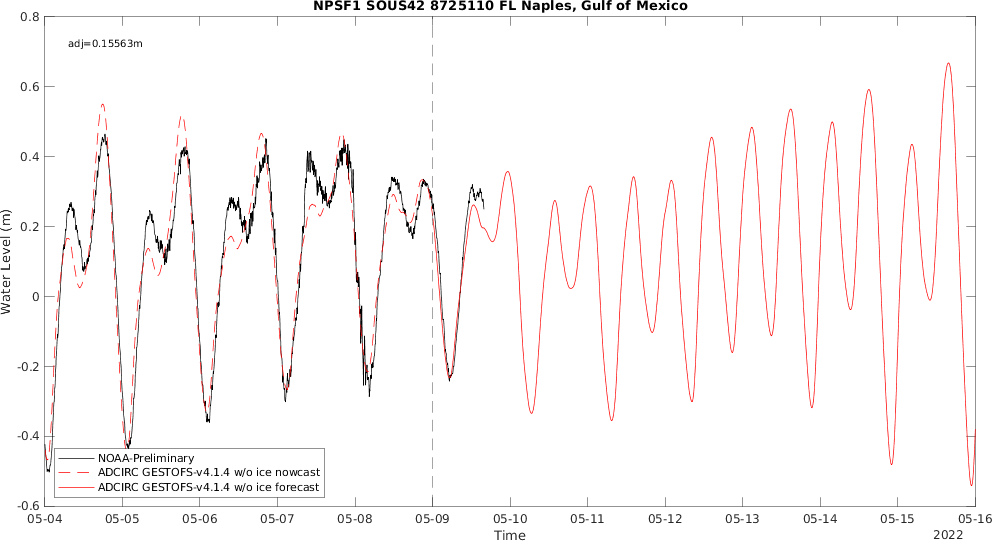 NPSF1 SOUS42 8725110 FL Naples, Gulf of Mexico
adj=0.15563m
0.8
0.6
0.4
0.2
0
-0.2
-0.4
-0.6
Water Level (m)
NOAA-Preliminary
ADCIRC GESTOFS-v4.1.4 w/o ice nowcast
ADCIRC GESTOFS-v4.1.4 w/o ice forecast
05-04 05-05 05-06 05-07 05-08 05-09 05-10 05-11 05-12 05-13 05-14 05-15 05-16
Time
2022